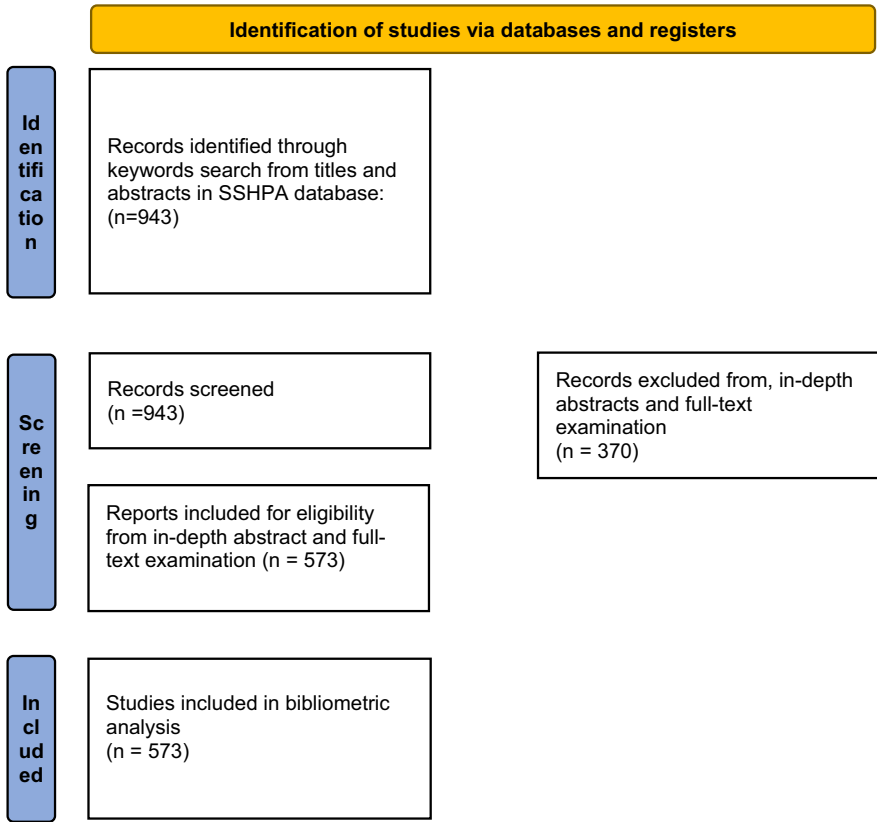 Identification of studies via databases and registers
Id
en
tifi
ca
tio
n
Records identified through
keywords search from titles and
abstracts in SSHPA database:
(n=943)
Sc
re
en
in
g
Records screened
(n =943)
Records excluded from, in-depth
abstracts and full-text
examination
(n = 370)
Reports included for eligibility
from in-depth abstract and full-
text examination (n = 573)
In
cl
ud
ed
Studies included in bibliometric
analysis
(n = 573)